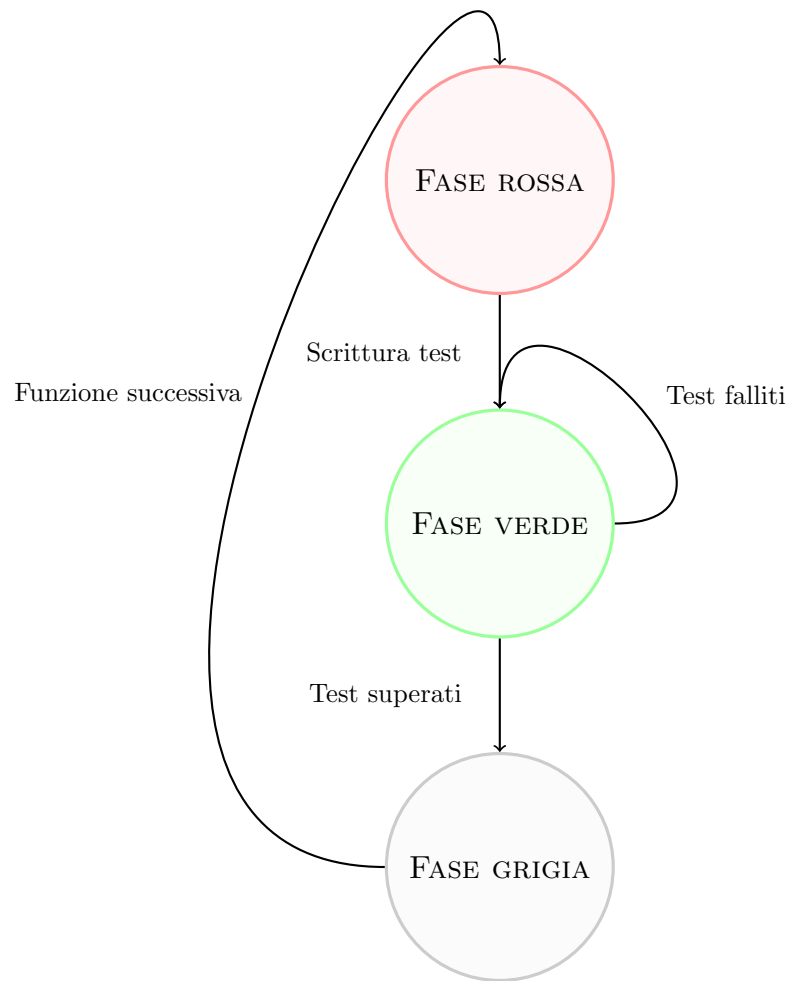 Fase rossa
Scrittura test
Funzione successiva
Test falliti
Fase verde
Test superati
Fase grigia